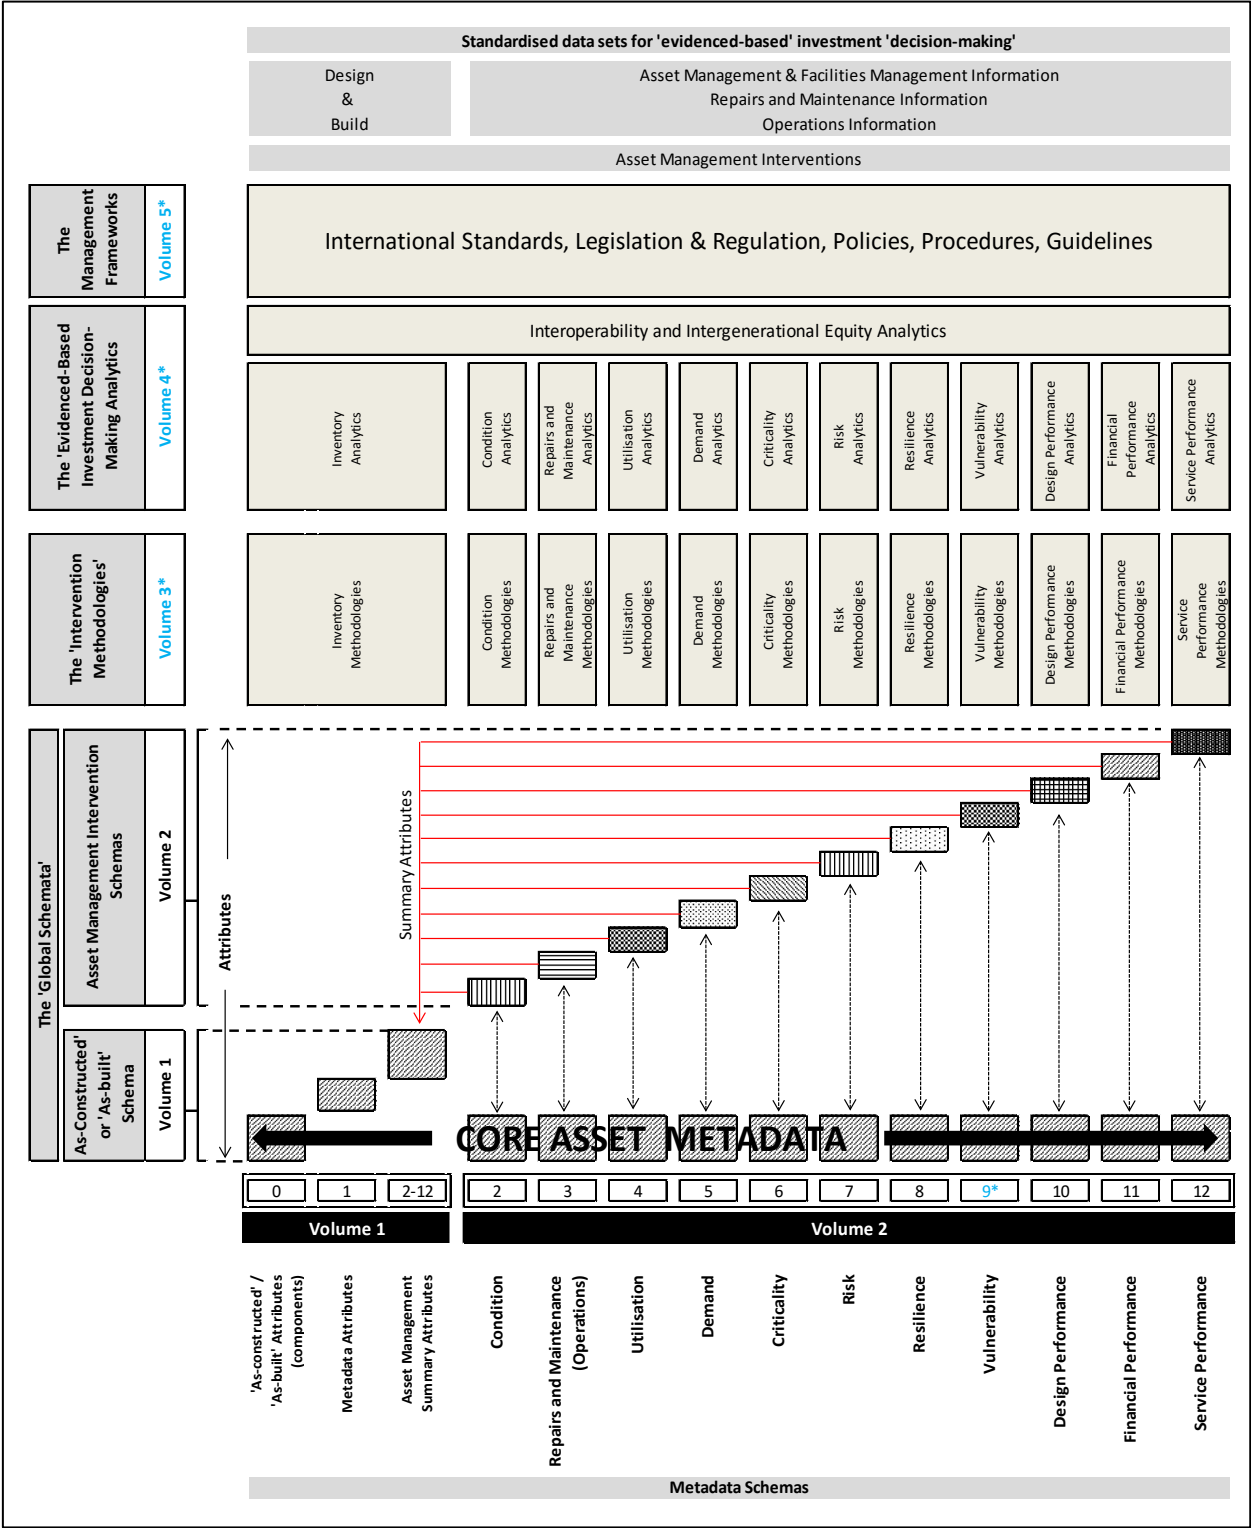 Standardised data sets for 'evidenced-based' investment 'decision-making'
Design
&
Build
Asset Management & Facilities Management Information
Repairs and Maintenance Information
Operations Information
Asset Management Interventions
The
Management
Frameworks
Volume 5*
International Standards, Legislation & Regulation, Policies, Procedures, Guidelines
The 'Evidenced-Based
Investment Decision-
Making Analytics
Volume 4*
Interoperability and Intergenerational Equity Analytics
Inventory
Analytics
Condition
Analytics
Repairs and
Maintenance
Analytics
Utilisation
Analytics
Demand
Analytics
Criticality
Analytics
Risk
Analytics
Resilience
Analytics
Vulnerability
Analytics
Design Performance
Analytics
Financial
Performance
Analytics
Service Performance
Analytics
The 'Intervention
Methodologies'
Volume 3*
Inventory
Methodologies
Condition
Methodologies
Repairs and
Maintenance
Methodologies
Utilisation
Methodologies
Demand
Methodologies
Criticality
Methodologies
Risk
Methodologies
Resilience
Methodologies
Vulnerability
Methodologies
Design Performance
Methodologies
Financial Performance
Methodologies
Service
Performance
Methodologies
The 'Global Schemata'
Asset Management Intervention
Schemas
Volume 2
Attributes
Summary Attributes
As-Constructed'
or 'As-built'
Schema
Volume 1
CORE ASSET METADATA
0
1
2-12
2
3
4
5
6
7
8
9*
10
11
12
Volume 1
Volume 2
'As-constructed' /
'As-built' Attributes
(components)
Metadata Attributes
Asset Management
Summary Attributes
Condition
Repairs and Maintenance
(Operations)
Utilisation
Demand
Criticality
Risk
Resilience
Vulnerability
Design Performance
Financial Performance
Service Performance
Metadata Schemas